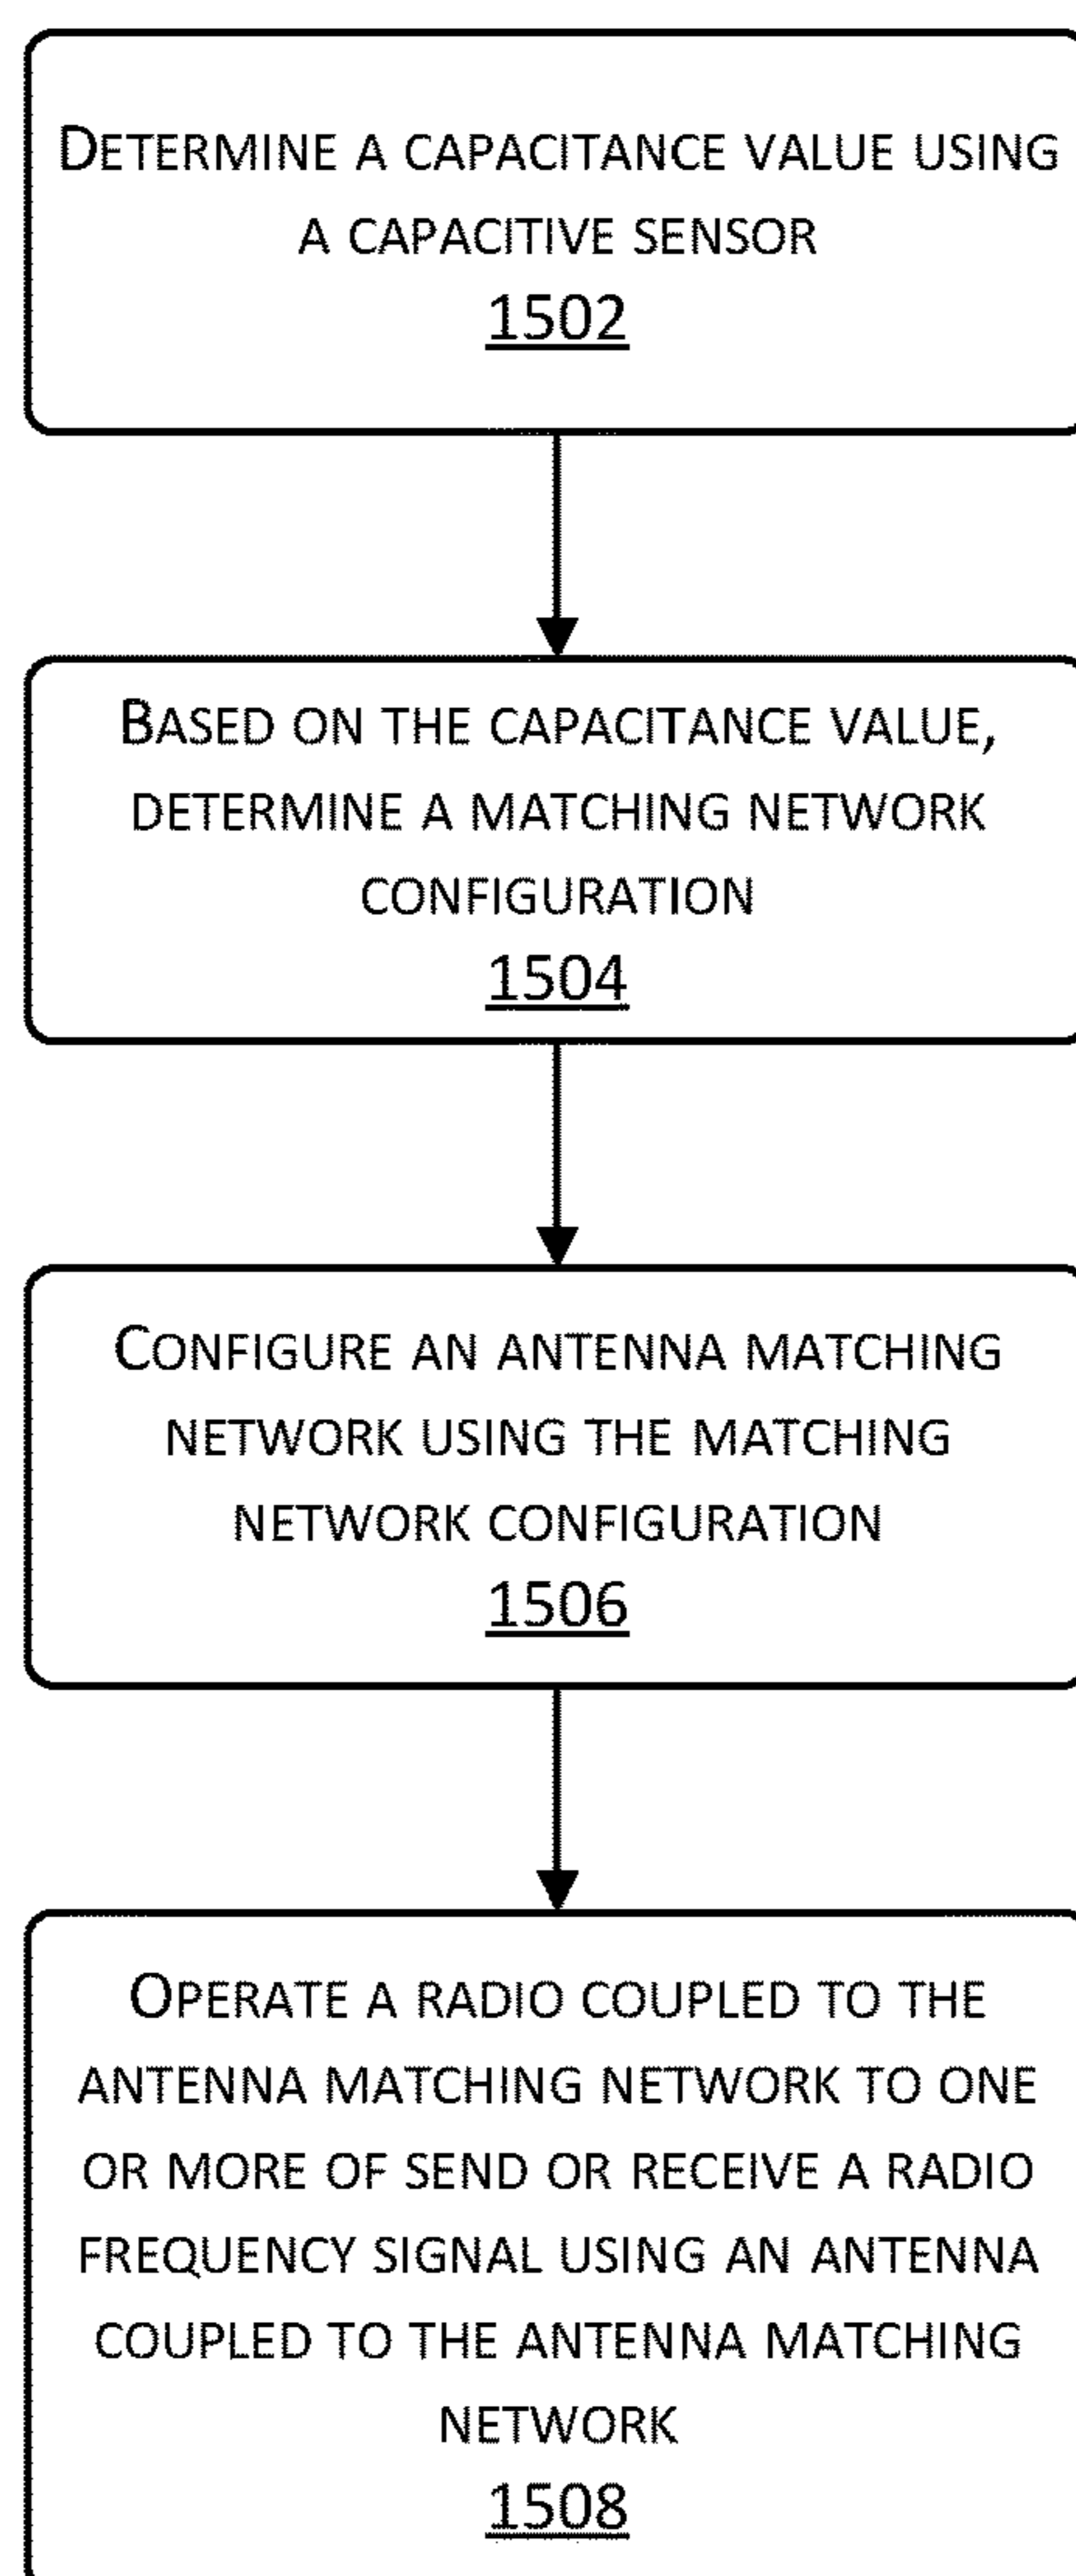 DETERMINE A CAPACITANCE VALUE USING
A CAPACITIVE SENSOR
1502
BASED ON THE CAPACITANCE VALUE,
DETERMINE A MATCHING NETWORK
CONFIGURATION
1504
CONFIGURE AN ANTENNA MATCHING
NETWORK USING THE MATCHING
NETWORK CONFIGURATION
1506
OPERATE A RADIO COUPLED TO THE
ANTENNA MATCHING NETWORK TO ONE
OR MORE OF SEND OR RECEIVE A RADIO
FREQUENCY SIGNAL USING AN ANTENNA
COUPLED TO THE ANTENNA MATCHING
NETWORK
1508